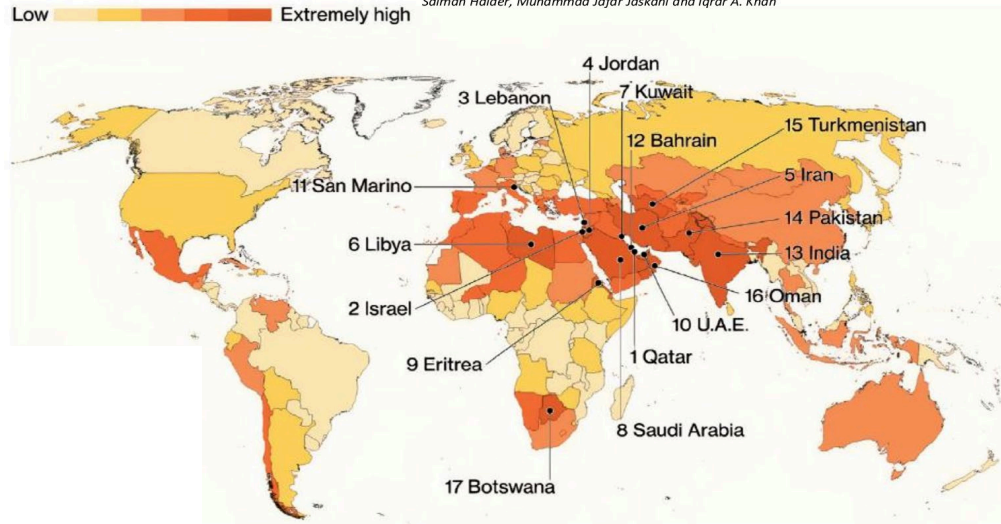 Salman Haider, Muhammad Jafar Jaskani and Iqrar A. Khan
Low Extremely high
4 Jordan
3 Lebanon
7 Kuwait
15 Turkmenistan
12 Bahrain
5 Iran
11 San Marino
14 Pakistan
6 Libya
13 India
16 Oman
2 Israel
10 U.A.E.
1 Qatar
9 Eritrea
8 Saudi Arabia
17 Botswana